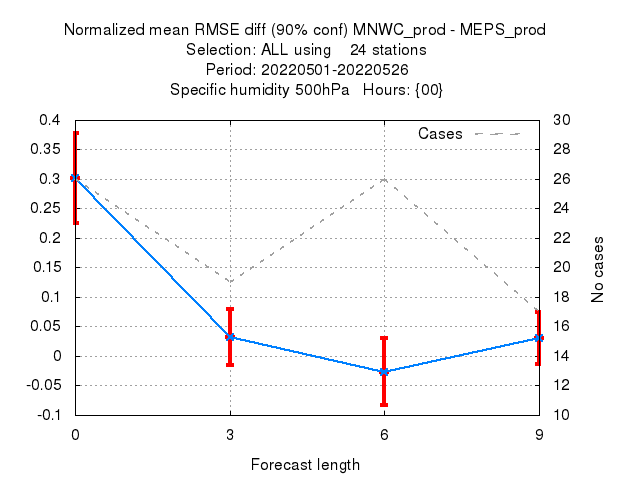 Normalized mean RMSE diff (90% conf) MNWC_prod - MEPS_prod
Selection: ALL using    24 stations
Period: 20220501-20220526
Specific humidity 500hPa   Hours: {00}
Cases
0.4
0.35
0.3
0.25
0.2
0.15
0.1
0.05
0
-0.05
-0.1
30
28
26
24
22
20
18
16
14
12
10
No cases
0 3 6 9
Forecast length